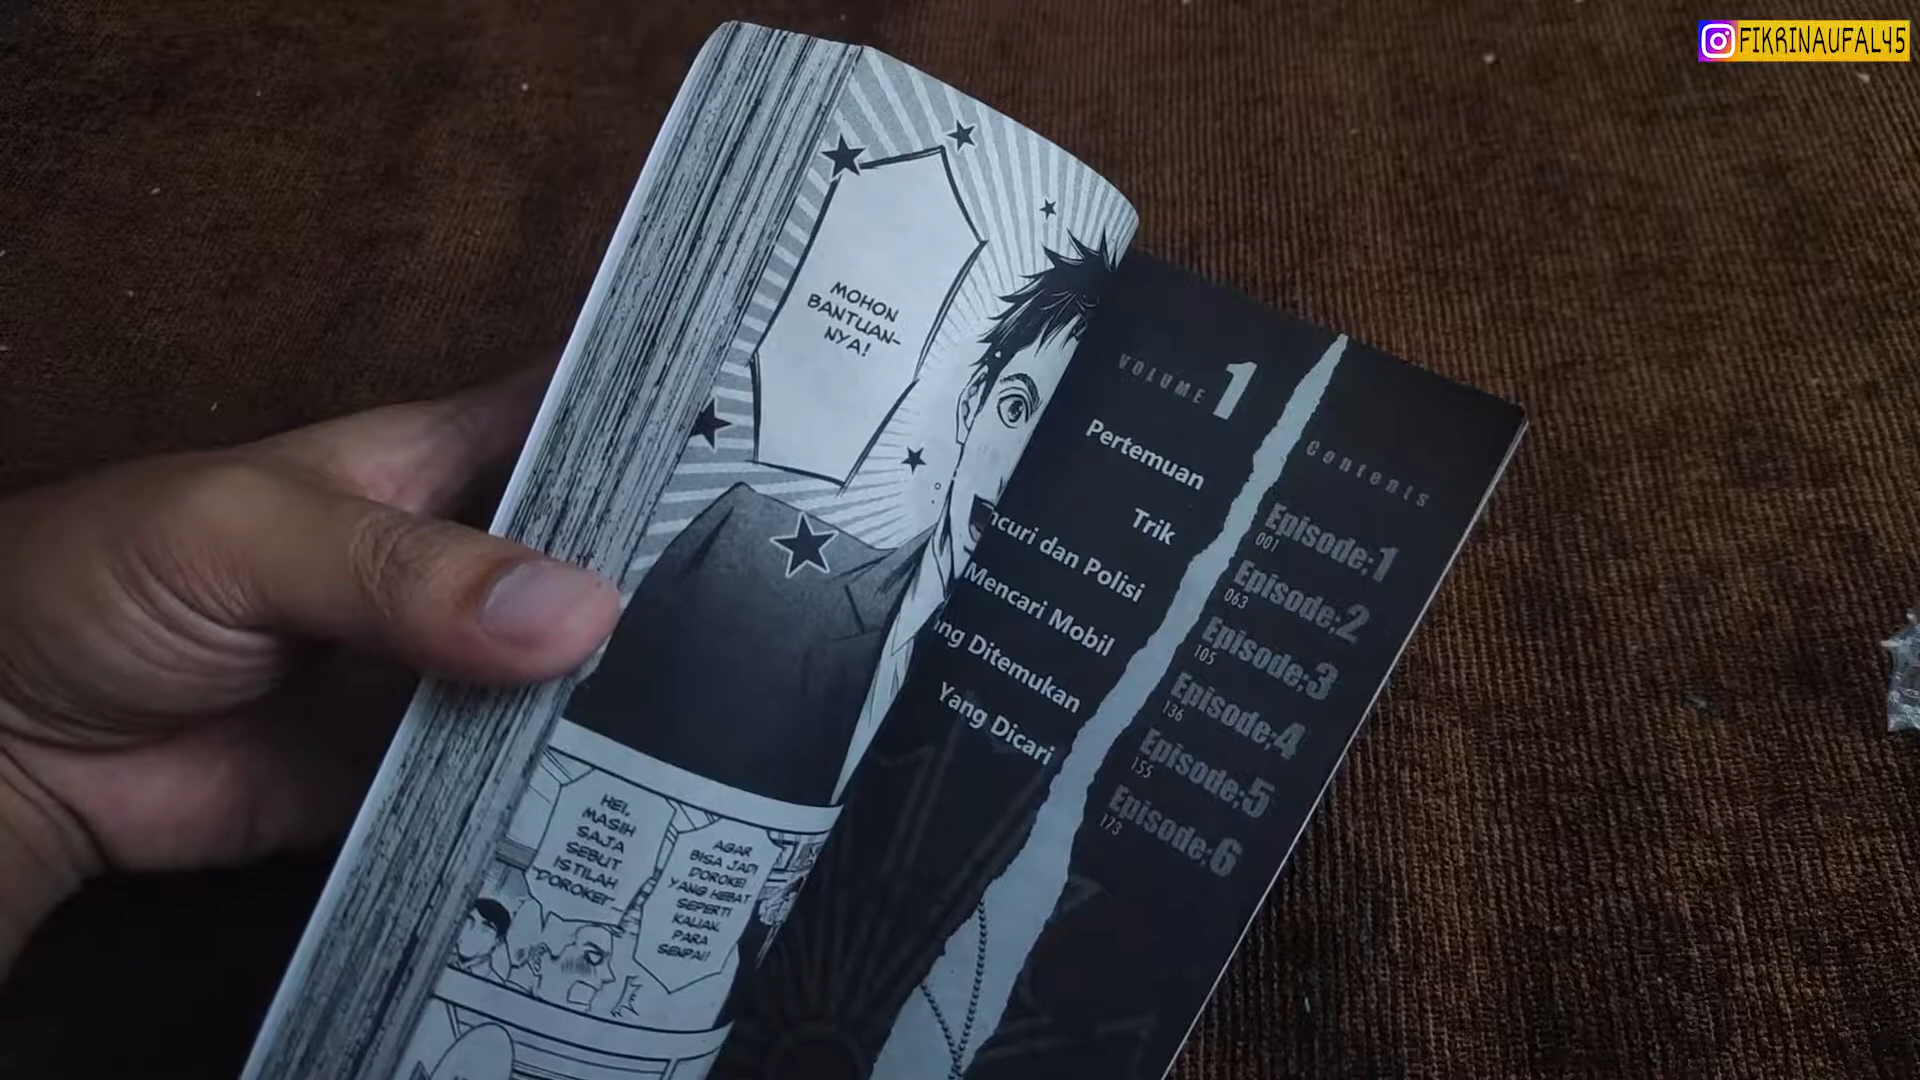 FIKRINAUFAL45
MOHON
BANTUAN-
NYA!
HEI,
MASIH
SAJA
SEBUT
ISTILAH
"DOROKEI"...
AGAR
BISA JADI
DOROKEI
YANG HEBAT
SEPERTI
KALIAN,
PARA
SENPAI!
VOLUME 1
Pertemuan
Trik
ncuri dan Polisi
Mencari Mobil
ng Ditemukan
Yang Dicari
Contents
Episode;1
001
Episode;2
063
Episode;3
105
Episode;4
136
Episode;5
155
Episode;6
173